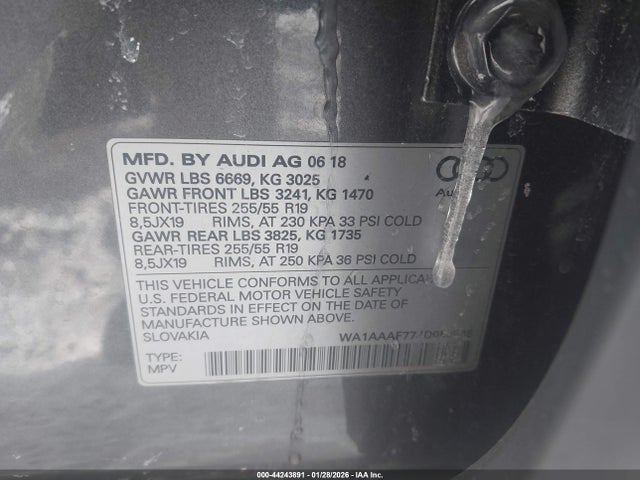 MFD. BY AUDI AG 06 18
GVWR LBS 6669, KG 3025
GAWR FRONT LBS 3241, KG 1470
FRONT-TIRES 255/55 R19
8,5JX19 RIMS, AT 230 KPA 33 PSI COLD
GAWR REAR LBS 3825, KG 1735
REAR-TIRES 255/55 R19
8,5JX19 RIMS, AT 250 KPA 36 PSI COLD
THIS VEHICLE CONFORMS TO ALL
U.S. FEDERAL MOTOR VEHICLE SAFETY
STANDARDS IN EFFECT ON THE DATE OF
MANUFACTURE SHOWN ABOVE.
SLOVAKIA
TYPE:
MPV
000-44243891 | 01/28/2026 | IAA Inc.